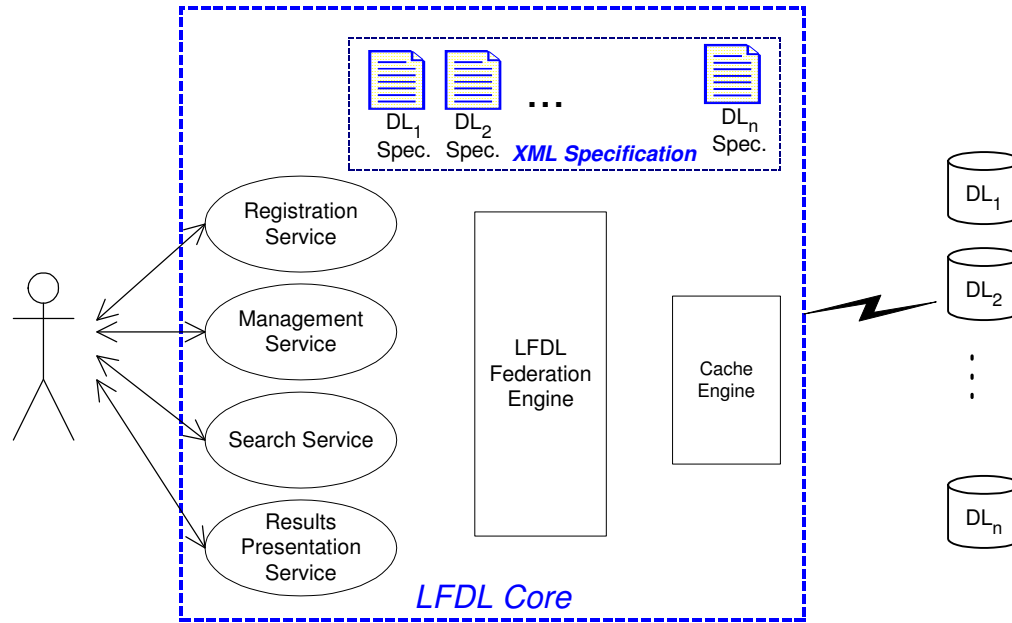 DL1
Spec.
DL2
Spec.
...
DLn
Spec.
XML Specification
Registration
Service
Management
Service
Search Service
Results
Presentation
Service
LFDL
Federation
Engine
Cache
Engine
DL1
DL2
DLn
LFDL Core